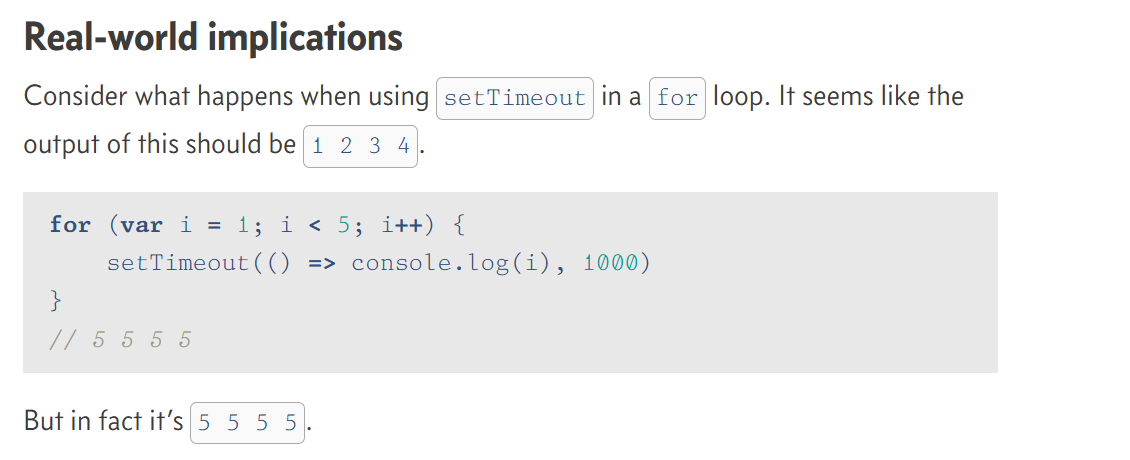 Real-world implications
Consider what happens when using setTimeout in a for loop. It seems like the
output of this should be 1 2 3 4.
for (var i = 1; i < 5; i++) {
    setTimeout(() => console.log(i), 1000)
}
// 5 5 5 5
But in fact it’s 5 5 5 5.